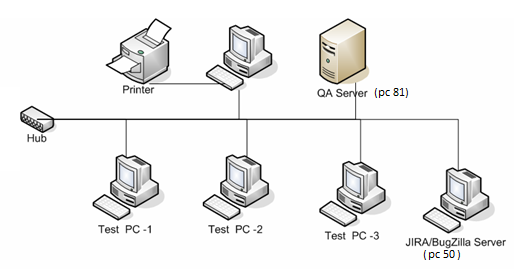 Printer
QA Server (pc 81)
Hub
Test PC -1
Test PC -2
Test PC -3
JIRA/BugZilla Server
(pc 50)